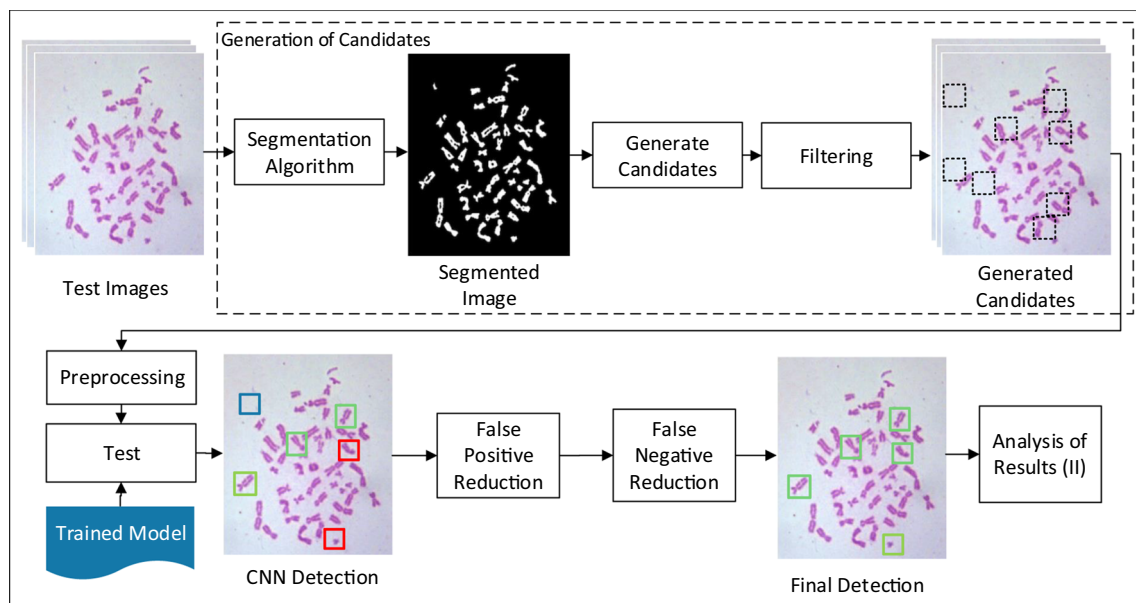 Generation of Candidates
Segmentation
Algorithm
Generate
Candidates
Filtering
Test Images
Segmented
Image
Generated
Candidates
Preprocessing
Test
Trained Model
CNN Detection
False
Positive
Reduction
False
Negative
Reduction
Final Detection
Analysis of
Results (II)